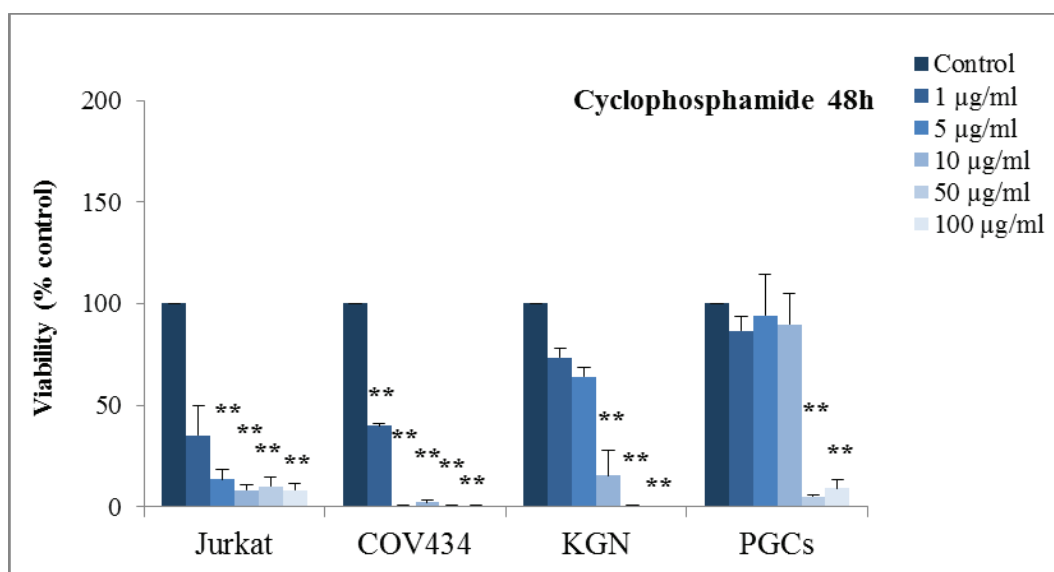 Cyclophosphamide 48h
Control
1 µg/ml
5 µg/ml
10 µg/ml
50 µg/ml
100 µg/ml
Viability (% control)
200
150
100
50
0
** ** ** **
** ** ** ** **
** ** **
** **
Jurkat COV434 KGN PGCs